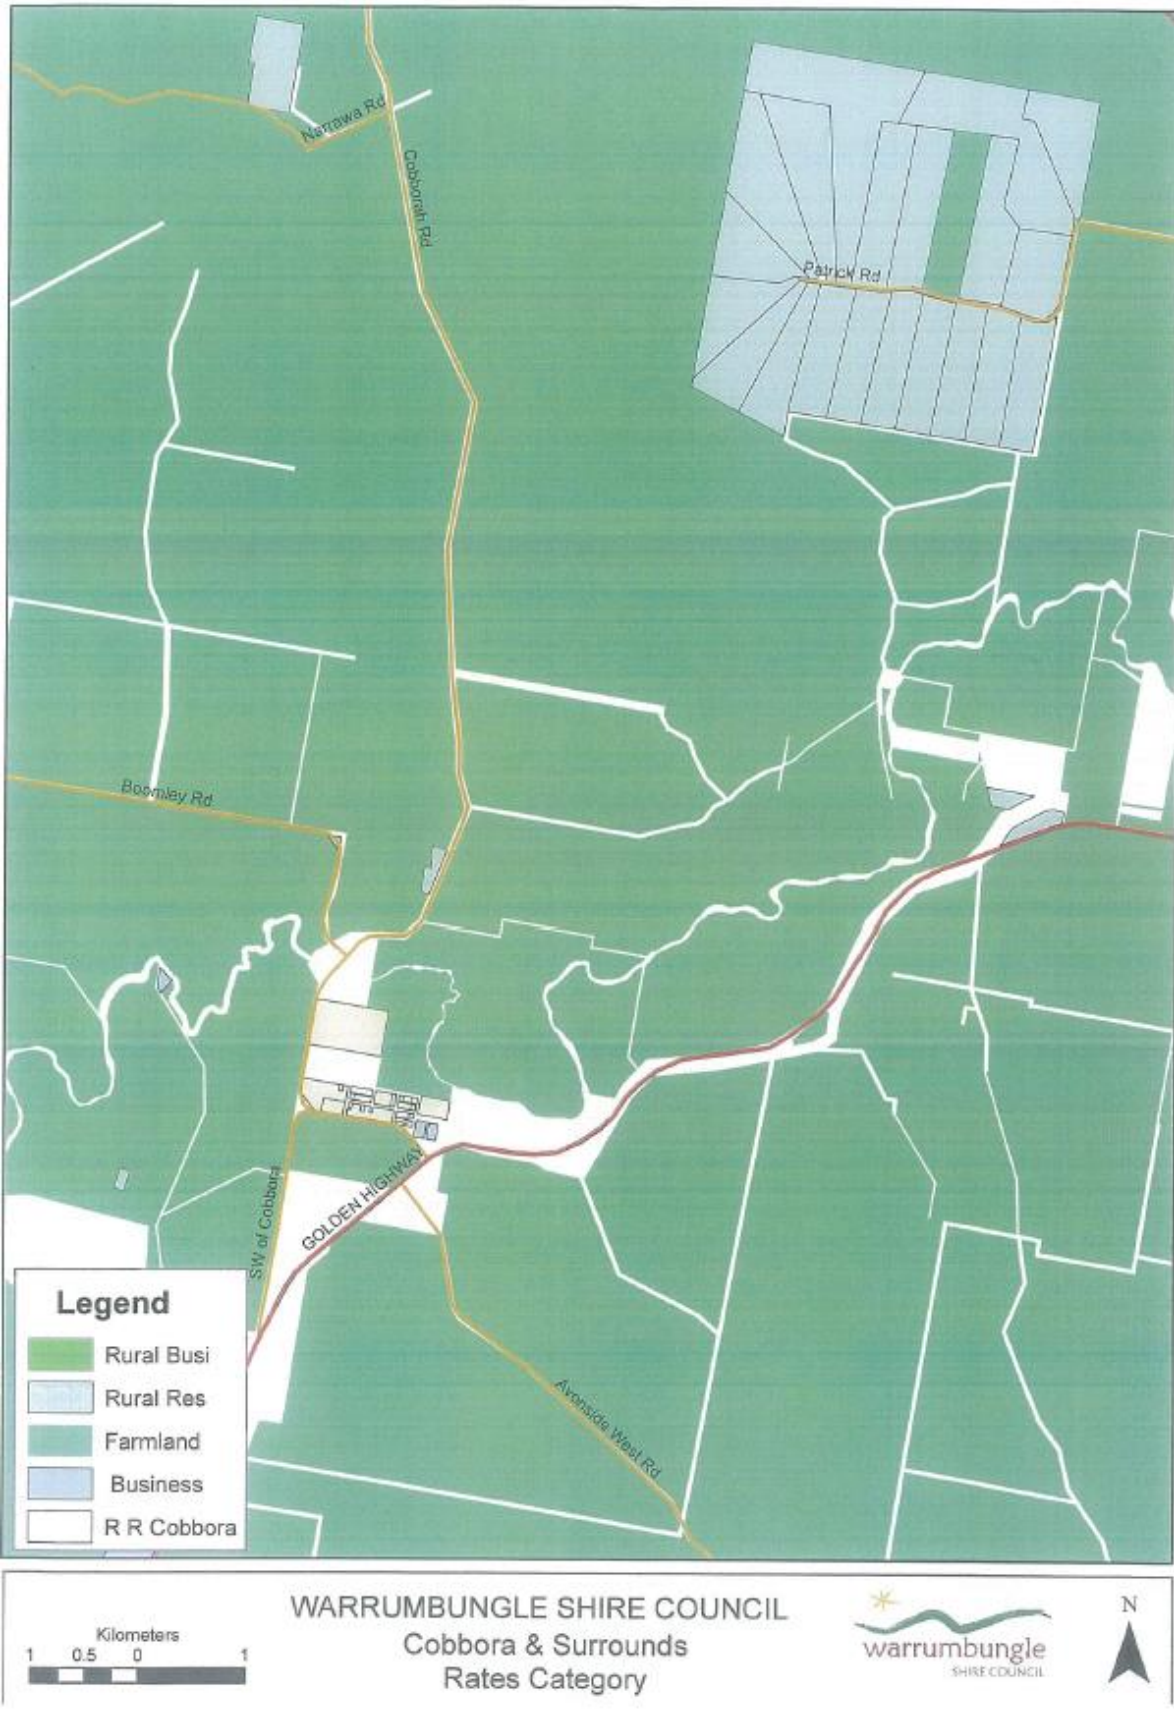 Narrawa Rd
Cobborah Rd
Patrick Rd
Boomley Rd
SW of Cobbora
GOLDEN HIGHWAY
Avonside West Rd
Legend
Rural Busi
Rural Res
Farmland
Business
R R Cobbora
Kilometers
1 0.5 0 1
WARRUMBUNGLE SHIRE COUNCIL
Cobbora & Surrounds
Rates Category
warrumbungle
SHIRE COUNCIL
N